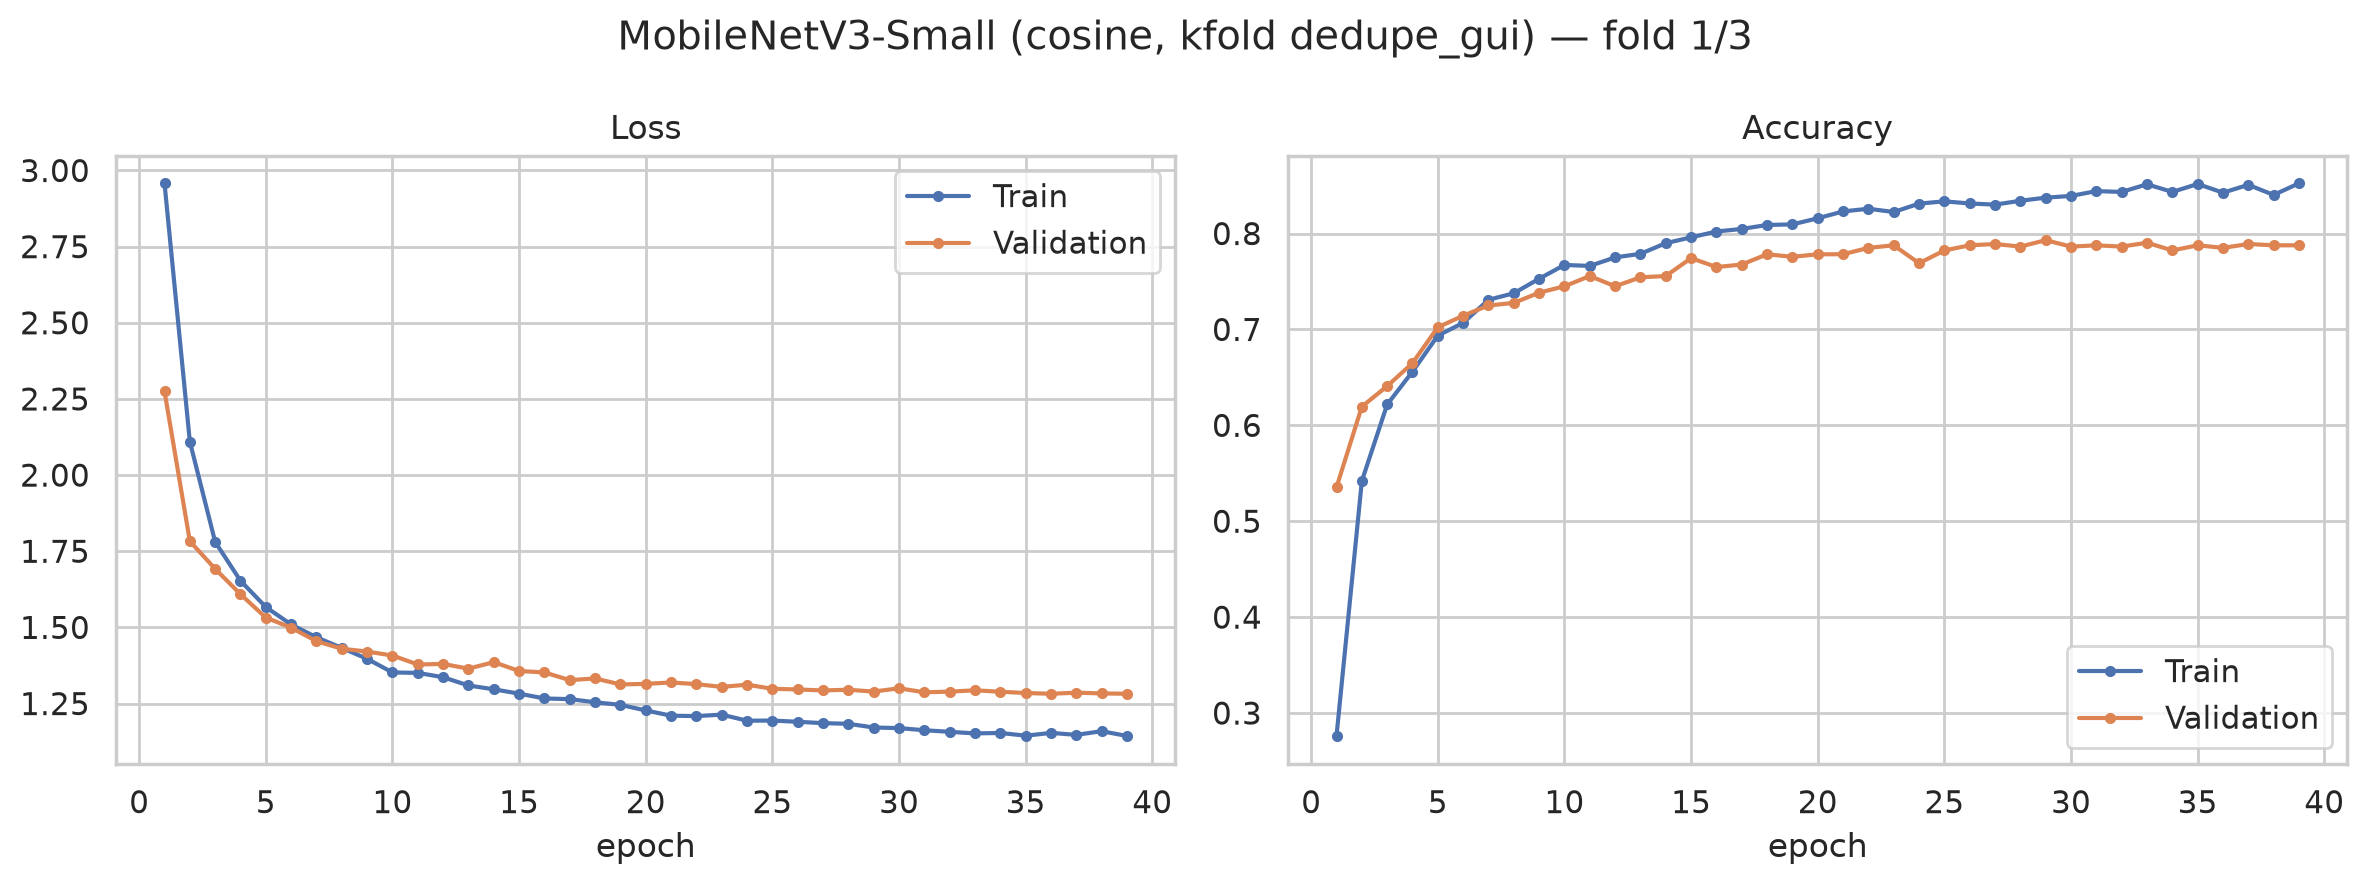 MobileNetV3-Small (cosine, kfold dedupe_gui) — fold 1/3
Loss
3.00
2.75
2.50
2.25
2.00
1.75
1.50
1.25
Train
Validation
0 5 10 15 20 25 30 35 40
epoch
Accuracy
0.8
0.7
0.6
0.5
0.4
0.3
Train
Validation
0 5 10 15 20 25 30 35 40
epoch